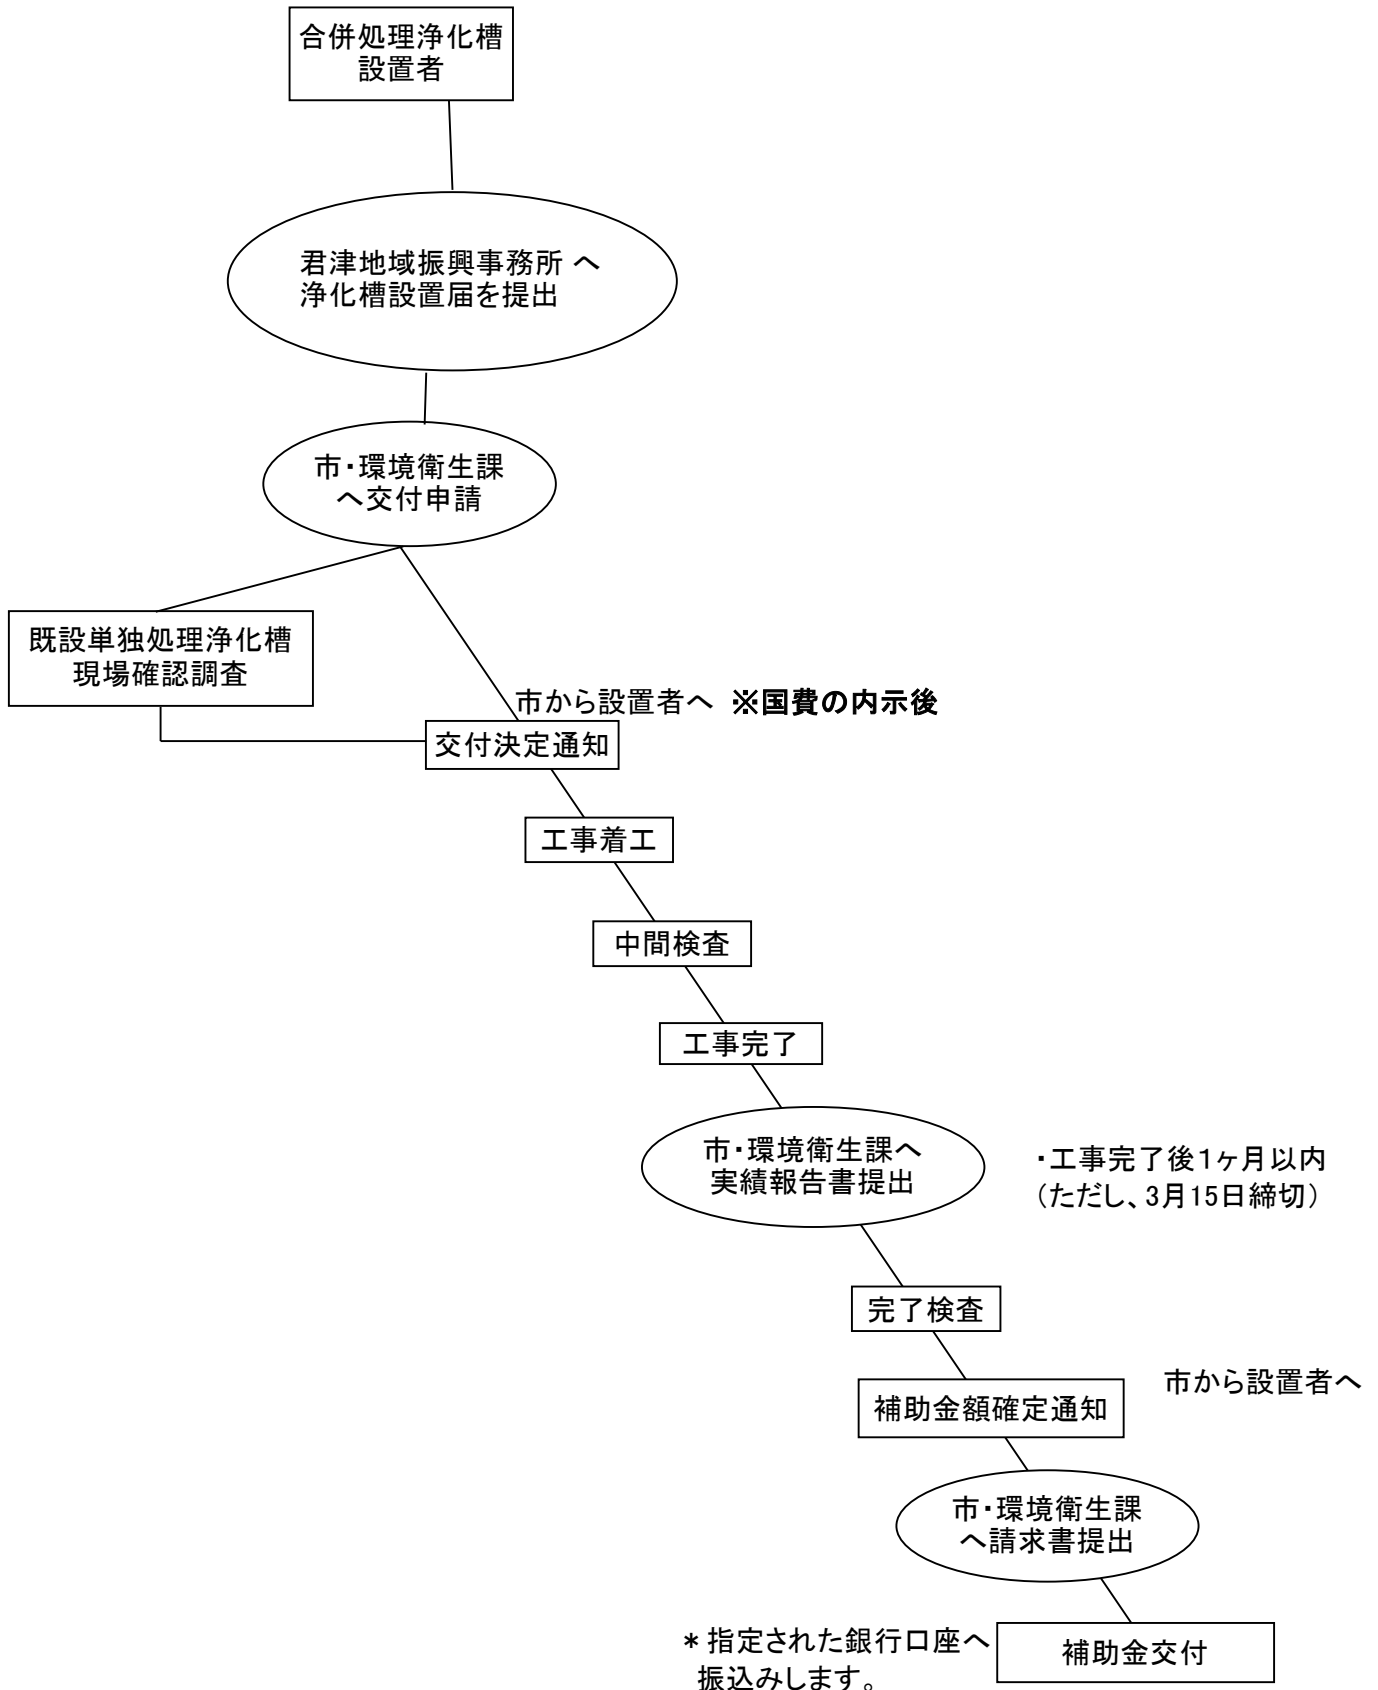 合併処理浄化槽
設置者
君津地域振興事務所 へ
浄化槽設置届を提出
市・環境衛生課
へ交付申請
既設単独処理浄化槽
現場確認調査
市から設置者へ ※国費の内示後
交付決定通知
工事着工
中間検査
工事完了
市・環境衛生課へ
実績報告書提出
・工事完了後1ヶ月以内
（ただし、3月15日締切）
完了検査
市から設置者へ
補助金額確定通知
市・環境衛生課
へ請求書提出
＊指定された銀行口座へ
振込みします。
補助金交付